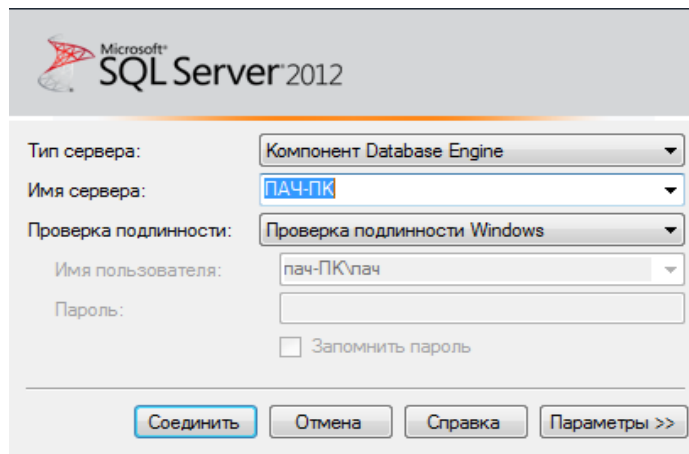 Microsoft®
SQL Server® 2012
Тип сервера: Компонент Database Engine
Имя сервера: ПАЧ-ПК
Проверка подлинности: Проверка подлинности Windows
Имя пользователя: пач-ПК\пач
Пароль:
Запомнить пароль
Соединить Отмена Справка Параметры >>